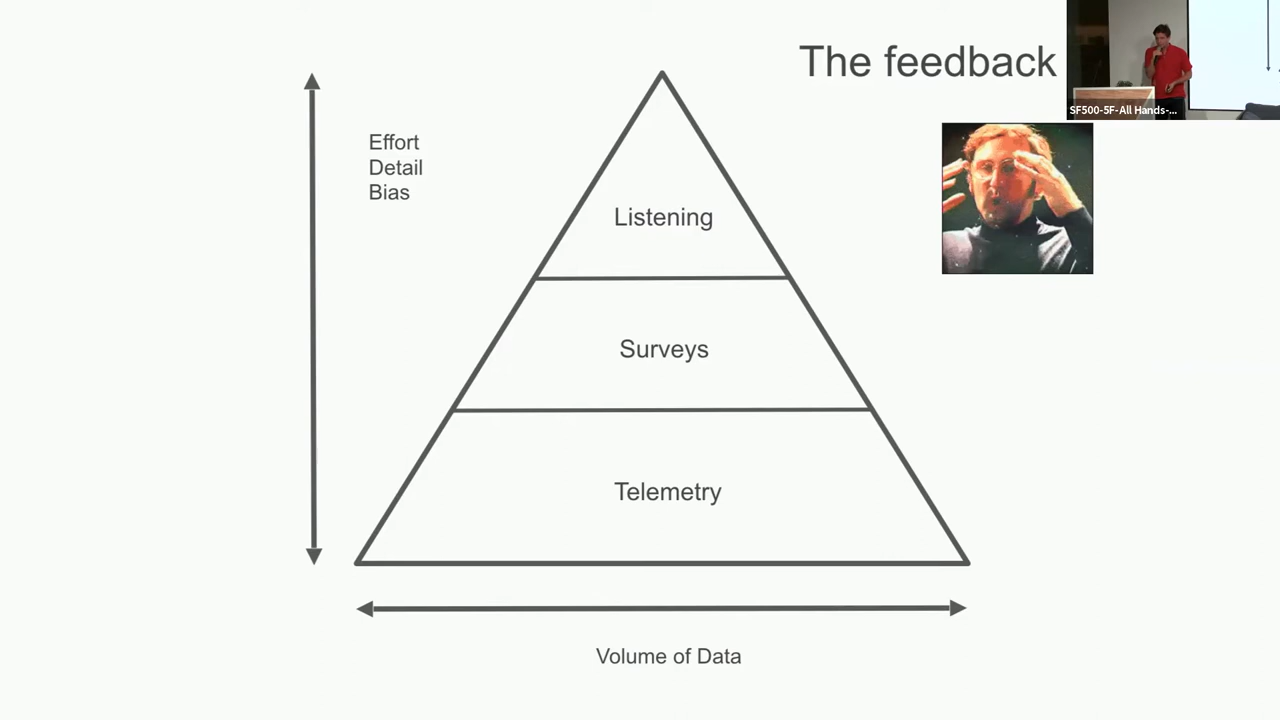 The feedback
SF500-5F-All Hands-...
Effort
Detail
Bias
Listening
Surveys
Telemetry
Volume of Data